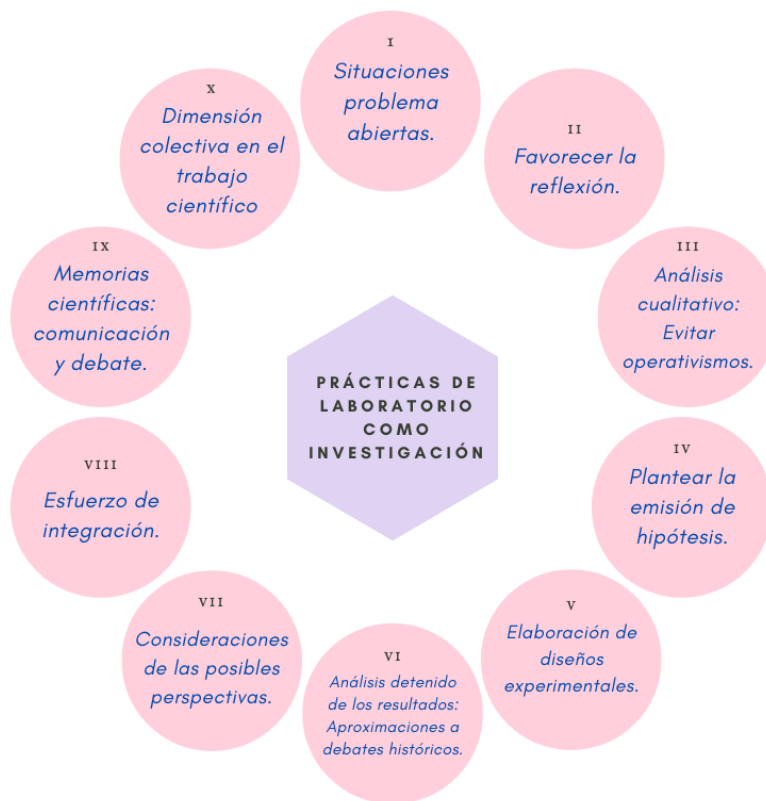 I
Situaciones
problema
abiertas.
II
Favorecer la
reflexión.
III
Análisis
cualitativo:
Evitar
operativismos.
IV
Plantear la
emisión de
hipótesis.
V
Elaboración de
diseños
experimentales.
VI
Análisis detenido
de los resultados:
Aproximaciones a
debates históricos.
VII
Consideraciones
de las posibles
perspectivas.
VIII
Esfuerzo de
integración.
IX
Memorias
científicas:
comunicación
y debate.
X
Dimensión
colectiva en el
trabajo
científico
PRÁCTICAS DE
LABORATORIO
COMO
INVESTIGACIÓN